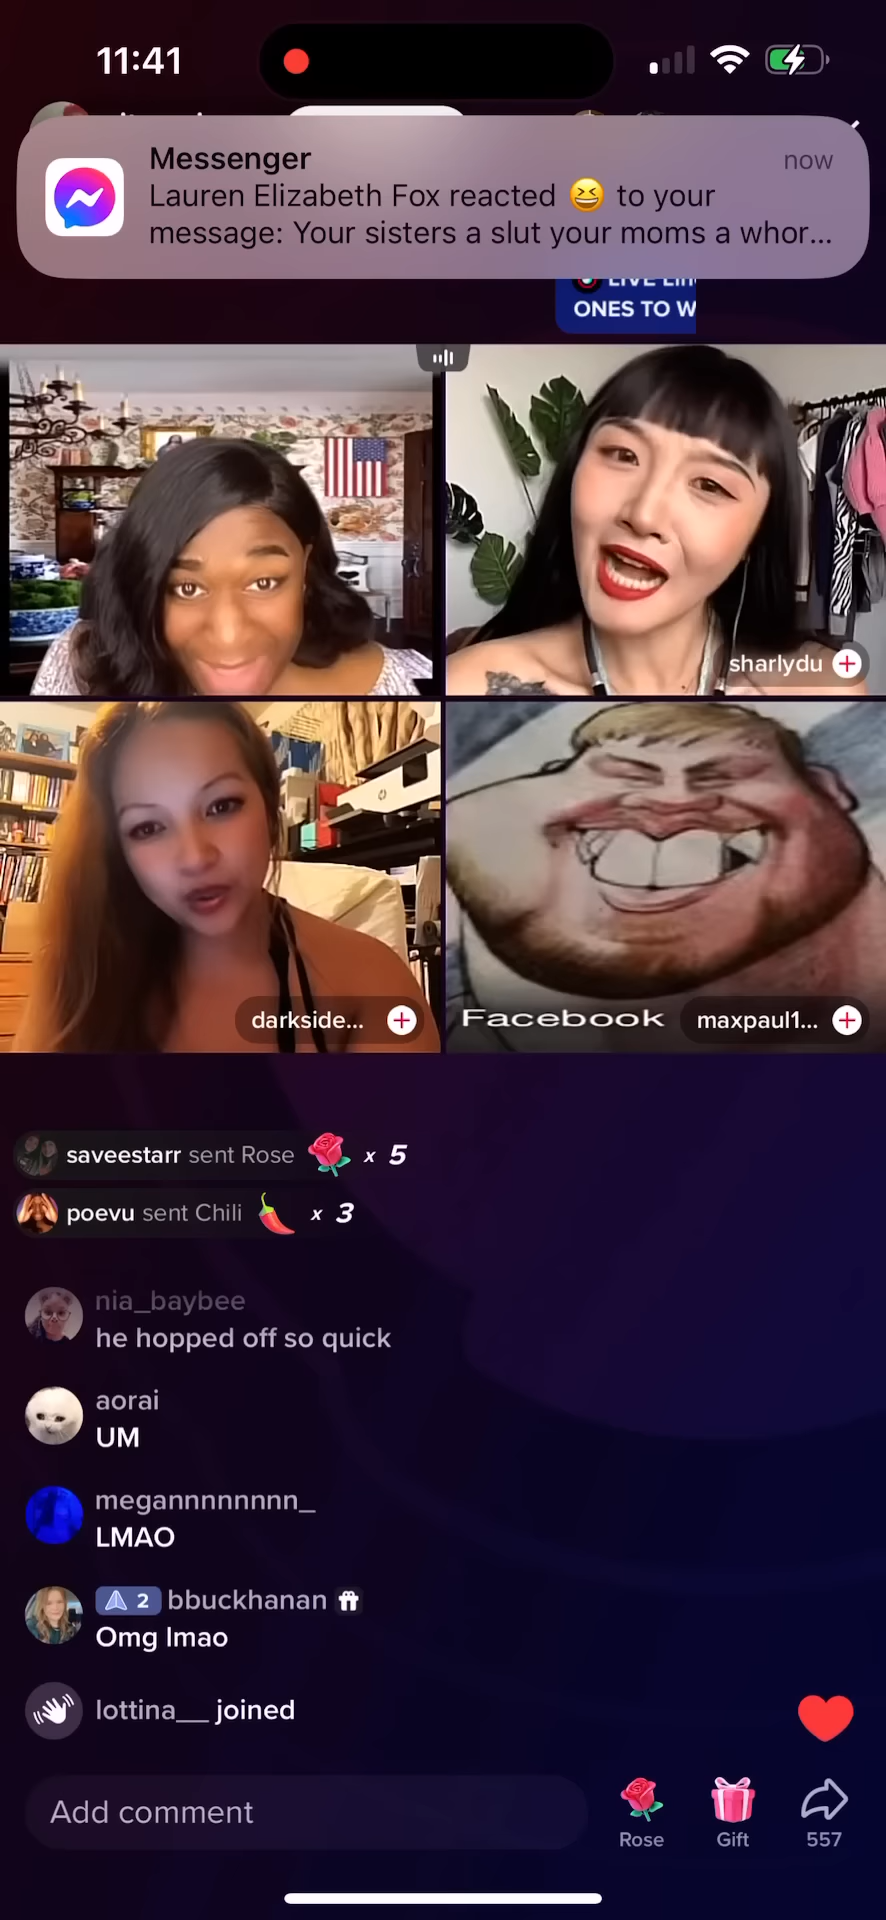 11:41
Messenger
now
Lauren Elizabeth Fox reacted 😆 to your
message: Your sisters a slut your moms a whor...
LIVE
ONES TO W
sharlydu
darkside...
Facebook
maxpaul1...
saveestarr sent Rose x 5
poevu sent Chili x 3
nia_baybee
he hopped off so quick
aorai
UM
megannnnnnnn_
LMAO
2 bbuckhanan
Omg lmao
lottina__ joined
Add comment
Rose
Gift
557